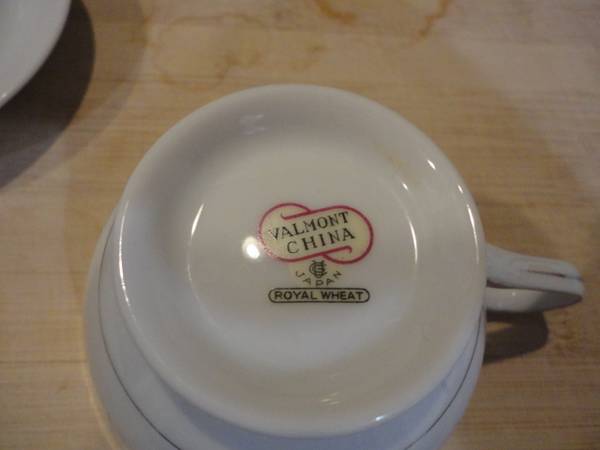 VALMONT
CHINA
JAPAN
ROYAL WHEAT